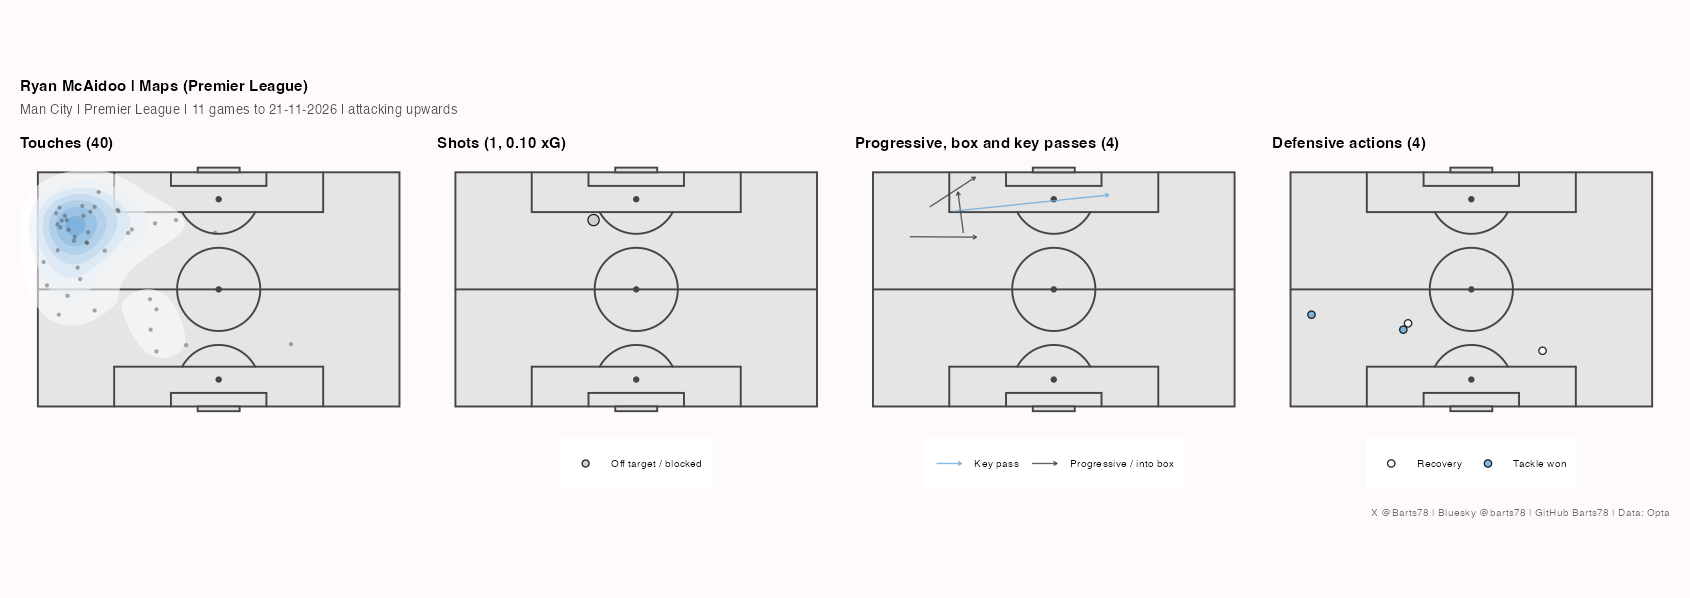 Ryan McAidoo | Maps (Premier League)
Man City | Premier League | 11 games to 21-11-2026 | attacking upwards
Touches (40)
Shots (1, 0.10 xG)
Progressive, box and key passes (4)
Defensive actions (4)
Off target / blocked
Key pass
Progressive / into box
Recovery
Tackle won
X @Barts78 | Bluesky @barts78 | GitHub Barts78 | Data: Opta